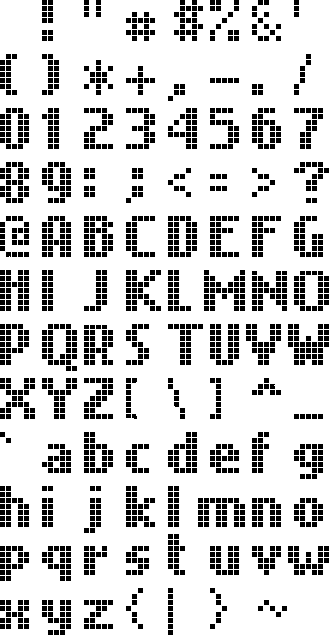 ! " # $ % & '
( ) * + , - . /
0 1 2 3 4 5 6 7
8 9 : ; < = > ?
@ A B C D E F G
H I J K L M N O
P Q R S T U V W
X Y Z [ \ ] ^ _
` a b c d e f g
h i j k l m n o
p q r s t u v w
x y z { | } ~